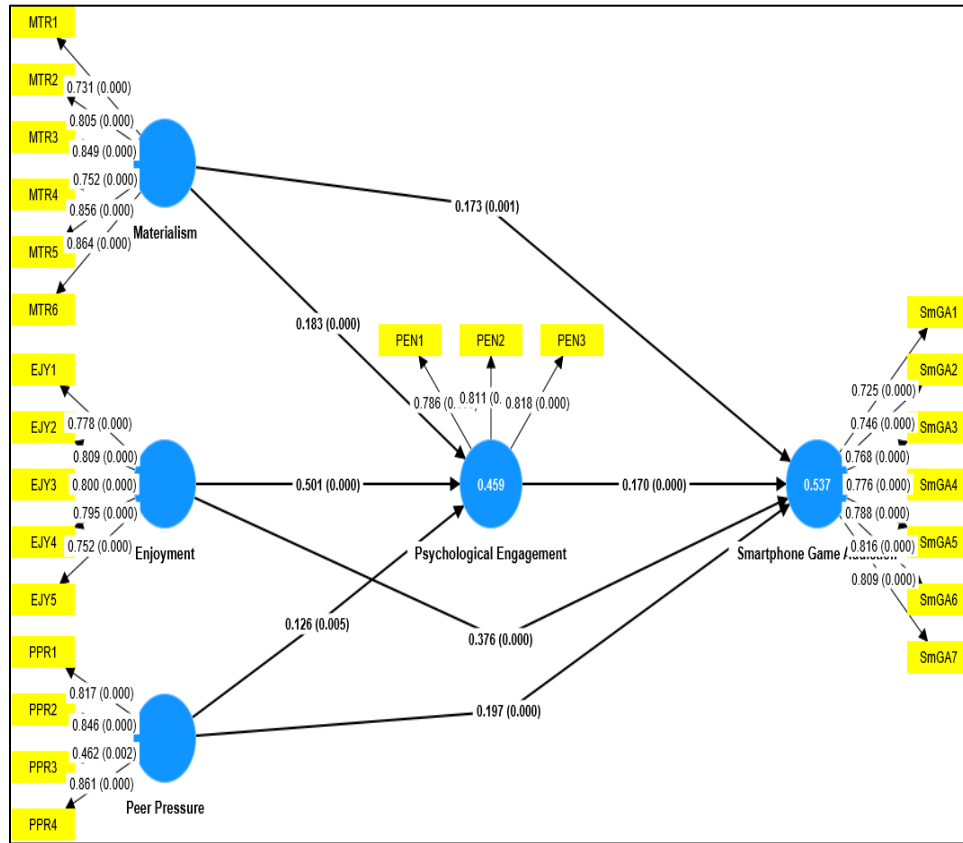 MTR1
MTR2
MTR3
MTR4
MTR5
MTR6
0.731 (0.000)
0.805 (0.000)
0.849 (0.000)
0.752 (0.000)
0.856 (0.000)
0.864 (0.000)
Materialism
0.173 (0.001)
0.183 (0.000)
EJY1
EJY2
EJY3
EJY4
EJY5
0.778 (0.000)
0.809 (0.000)
0.800 (0.000)
0.795 (0.000)
0.752 (0.000)
Enjoyment
0.501 (0.000)
0.376 (0.000)
PPR1
PPR2
PPR3
PPR4
0.817 (0.000)
0.846 (0.000)
0.462 (0.002)
0.861 (0.000)
Peer Pressure
0.126 (0.005)
0.197 (0.000)
PEN1
PEN2
PEN3
0.786 (0.
0.811 (0.
0.818 (0.000)
0.459
Psychological Engagement
0.170 (0.000)
0.537
Smartphone Game Addiction
0.725 (0.000)
0.746 (0.000)
0.768 (0.000)
0.776 (0.000)
0.788 (0.000)
0.816 (0.000)
0.809 (0.000)
SmGA1
SmGA2
SmGA3
SmGA4
SmGA5
SmGA6
SmGA7